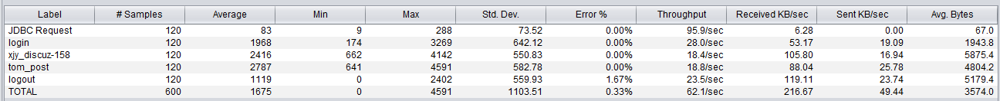 Label # Samples Average Min Max Std. Dev. Error % Throughput Received KB/sec Sent KB/sec Avg. Bytes
JDBC Request 120 83 9 288 73.52 0.00% 95.9/sec 6.28 0.00 67.0
login 120 1968 174 3269 642.12 0.00% 28.0/sec 53.17 19.09 1943.8
xjy_discuz-158 120 2416 662 4142 550.83 0.00% 18.4/sec 105.80 16.94 5875.4
tom_post 120 2787 641 4591 582.78 0.00% 18.8/sec 88.04 25.78 4804.2
logout 120 1119 0 2402 559.93 1.67% 23.5/sec 119.11 23.74 5179.4
TOTAL 600 1675 0 4591 1103.51 0.33% 62.1/sec 216.67 49.44 3574.0